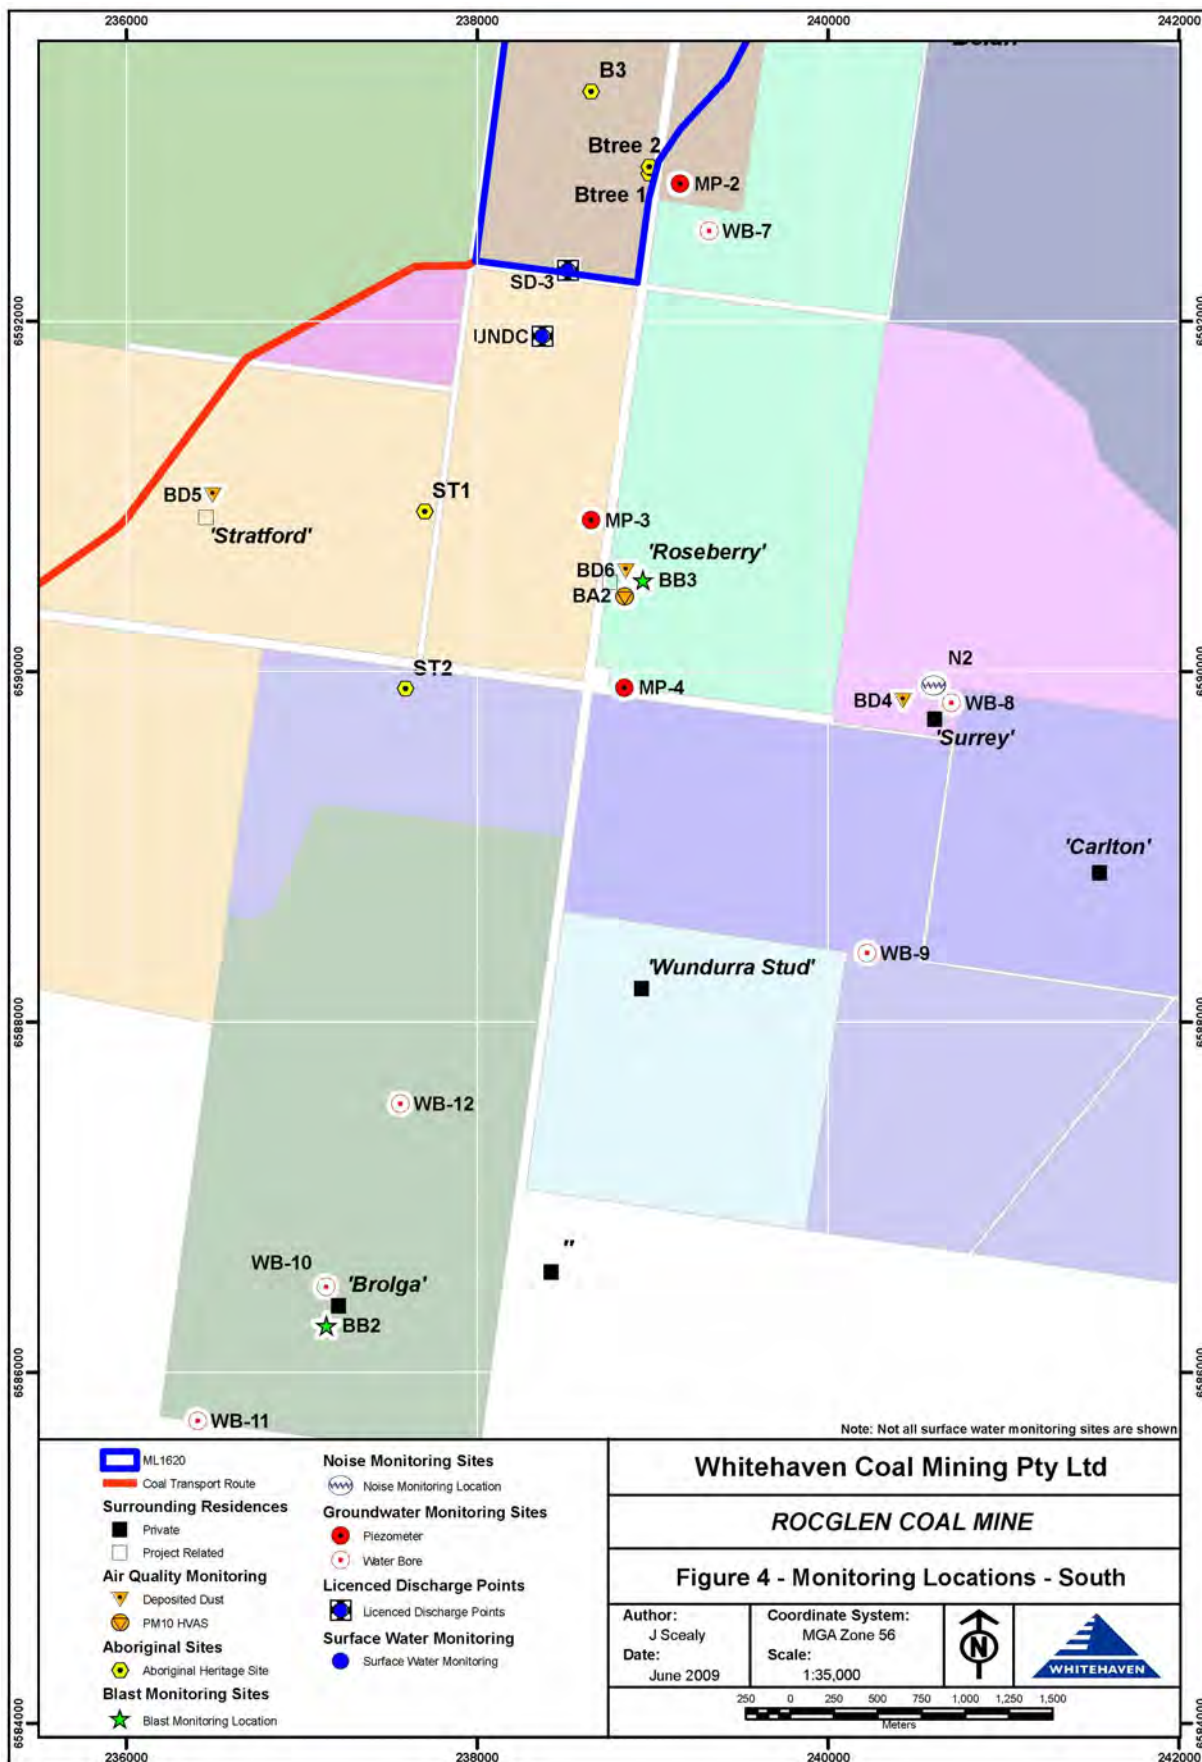 236000
238000
240000
242000
B3
Btree 2
Btree 1
MP-2
WB-7
SD-3
UNDC
6592000
6592000
BD5
'Stratford'
ST1
MP-3
'Roseberry'
BD6
BB3
BA2
6590000
6590000
ST2
MP-4
N2
BD4
WB-8
'Surrey'
'Carlton'
WB-9
'Wundurra Stud'
6588000
6588000
WB-12
"
WB-10
'Brolga'
BB2
6586000
6586000
WB-11
Note: Not all surface water monitoring sites are shown
ML1620
Coal Transport Route
Surrounding Residences
Private
Project Related
Air Quality Monitoring
Deposited Dust
PM10 HVAS
Aboriginal Sites
Aboriginal Heritage Site
Blast Monitoring Sites
Blast Monitoring Location
Noise Monitoring Sites
Noise Monitoring Location
Groundwater Monitoring Sites
Piezometer
Water Bore
Licenced Discharge Points
Licenced Discharge Points
Surface Water Monitoring
Surface Water Monitoring
Whitehaven Coal Mining Pty Ltd
ROCGLEN COAL MINE
Figure 4 - Monitoring Locations - South
Author:
J Scealy
Date:
June 2009
Coordinate System:
MGA Zone 56
Scale:
1:35,000
N
WHITEHAVEN
250 0 250 500 750 1,000 1,250 1,500
Meters
6584000
6584000
236000
238000
240000
242000